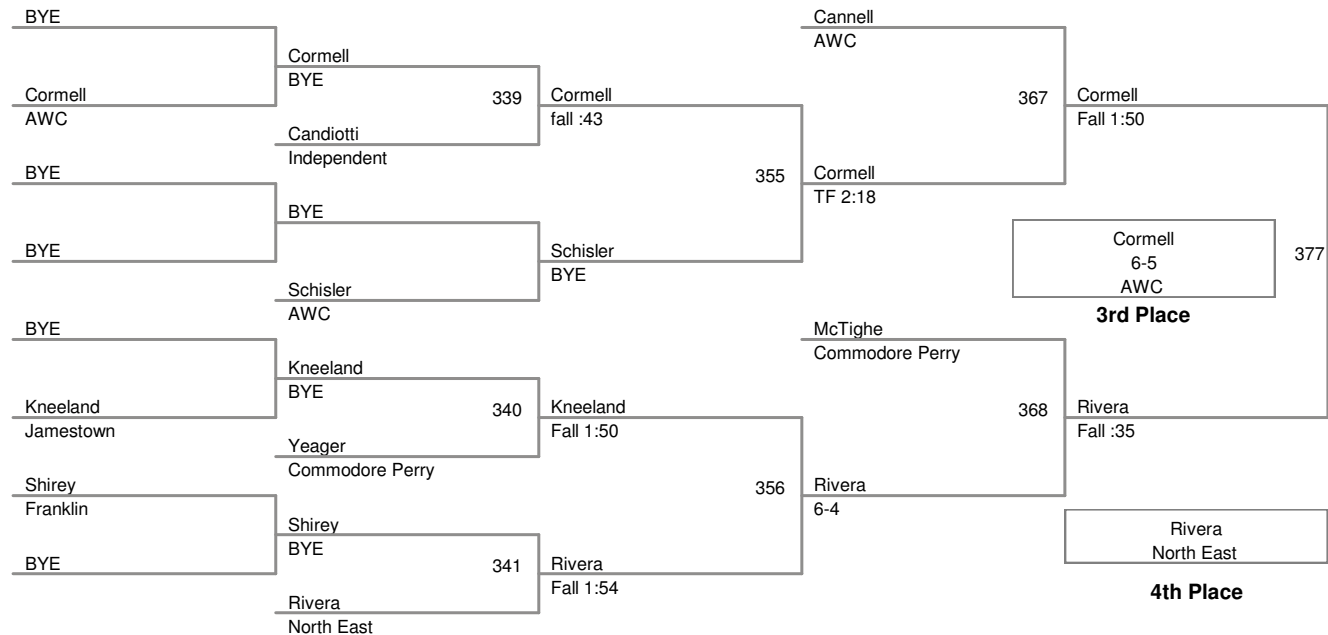 BYE
Cormell
AWC
BYE
BYE
BYE
Kneeland
Jamestown
Shirey
Franklin
BYE
Cormell
BYE
339
Candiotti
Independent
BYE
Schisler
AWC
Kneeland
BYE
340
Yeager
Commodore Perry
Shirey
BYE
341
Rivera
North East
Cormell
fall :43
355
Schisler
BYE
Kneeland
Fall 1:50
356
Rivera
Fall 1:54
Cannell
AWC
367
Cormell
TF 2:18
McTighe
Commodore Perry
368
Rivera
6-4
Cormell
Fall 1:50
Cormell
6-5
AWC
377
3rd Place
Rivera
Fall :35
Rivera
North East
4th Place